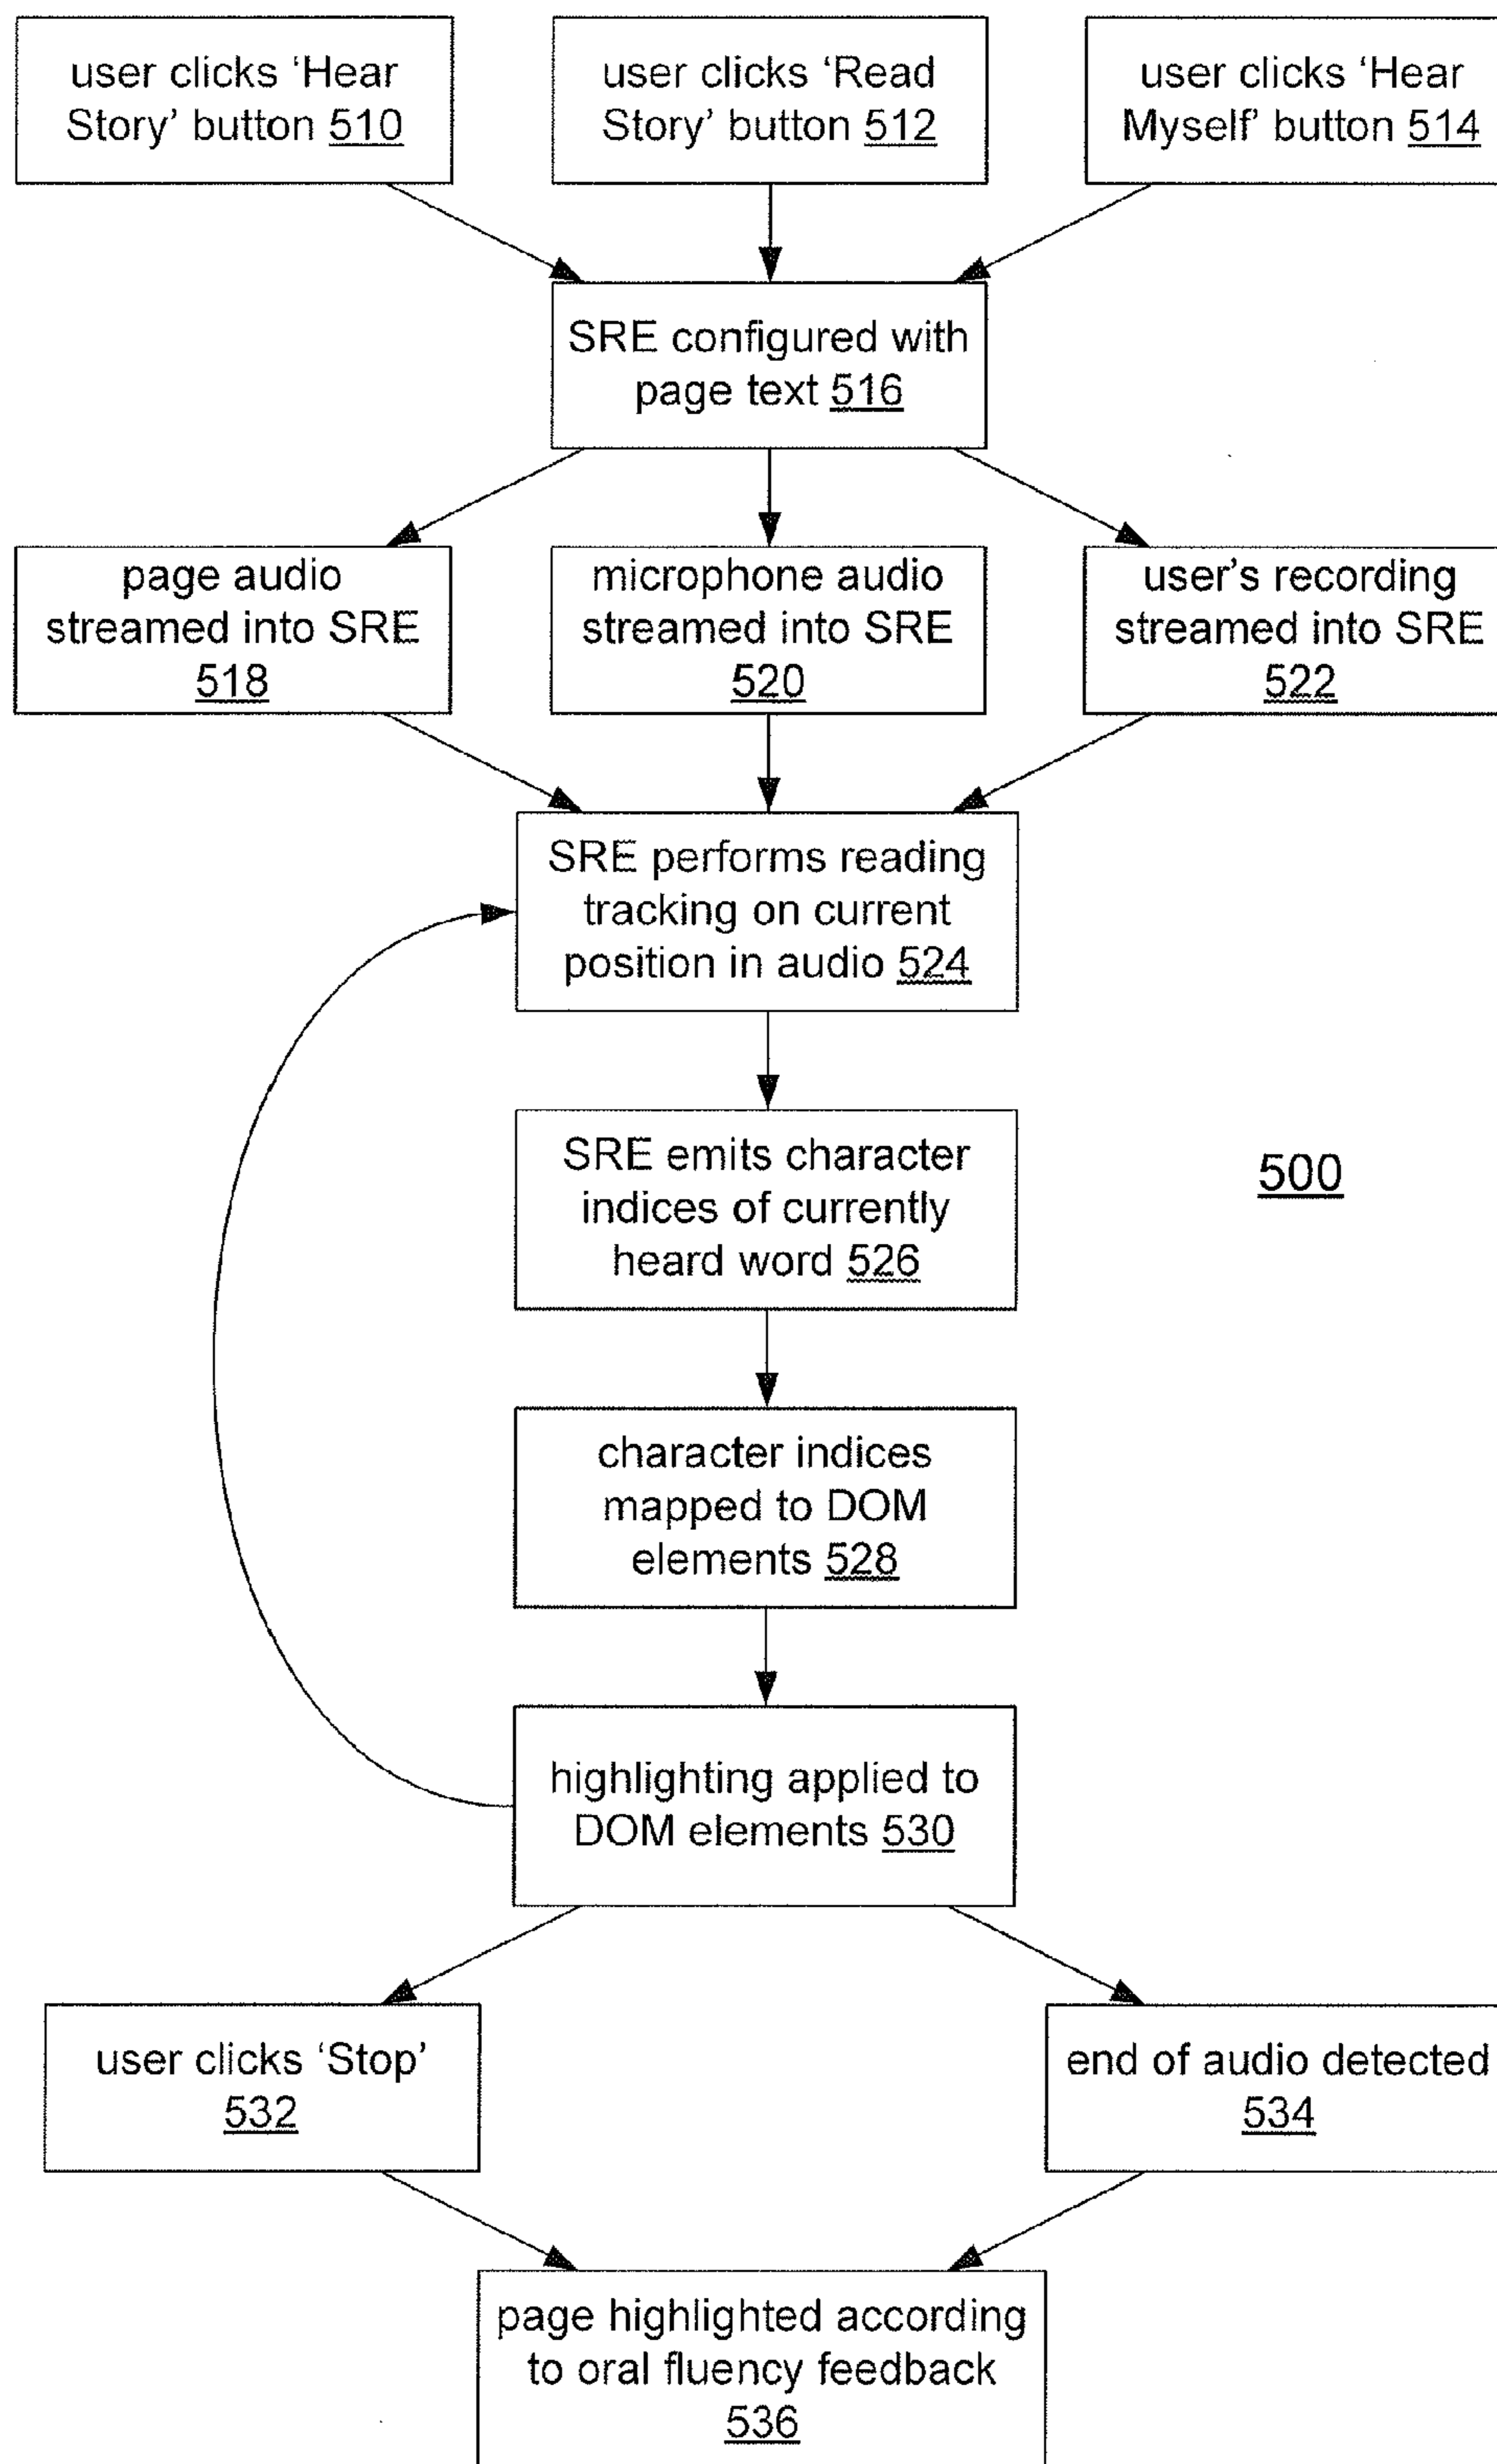 user clicks ‘Hear
Story’ button 510
user clicks ‘Read
Story’ button 512
user clicks ‘Hear
Myself’ button 514
SRE configured with
page text 516
page audio
streamed into SRE
518
microphone audio
streamed into SRE
520
user’s recording
streamed into SRE
522
SRE performs reading
tracking on current
position in audio 524
SRE emits character
indices of currently
heard word 526
500
character indices
mapped to DOM
elements 528
highlighting applied to
DOM elements 530
user clicks ‘Stop’
532
end of audio detected
534
page highlighted according
to oral fluency feedback
536